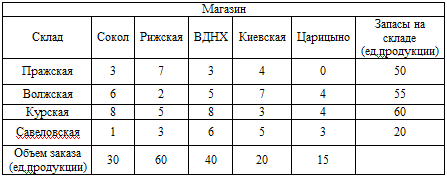 Магазин
Склад Сокол Рижская ВДНХ Киевская Царицыно Запасы на
складе
(ед.продукции)
Пражская 3 7 3 4 0 50
Волжская 6 2 5 7 4 55
Курская 8 5 8 3 4 60
Савеловская 1 3 6 5 3 20
Объем заказа
(ед.продукции) 30 60 40 20 15